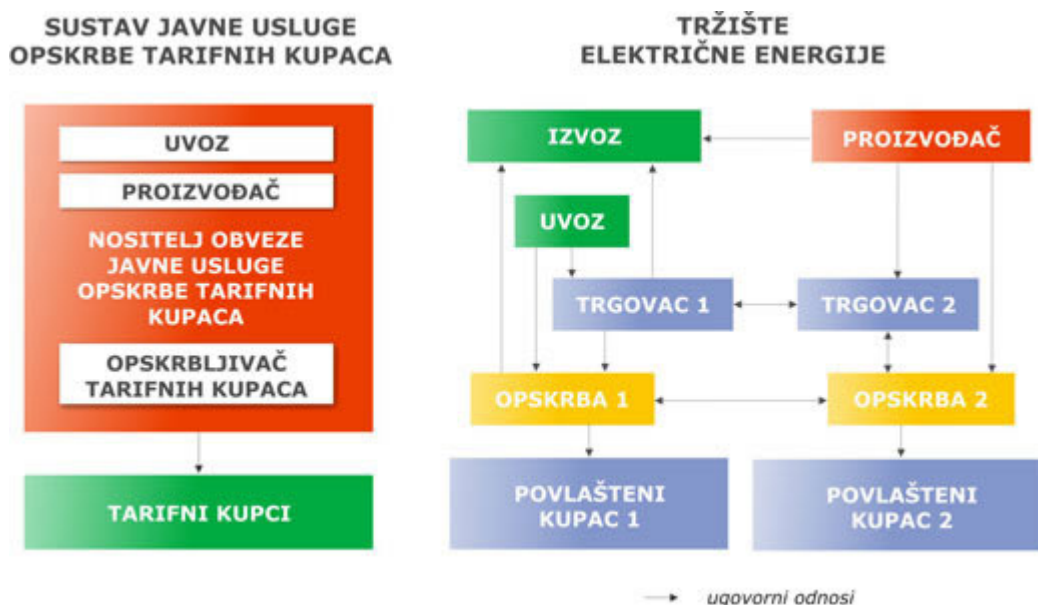 SUSTAV JAVNE USLUGE
OPSKRBE TARIFNIH KUPACA
UVOZ
PROIZVOĐAČ
NOSITELJ OBVEZE
JAVNE USLUGE
OPSKRBE TARIFNIH
KUPACA
OPSKRBLJIVAČ
TARIFNIH KUPACA
TARIFNI KUPCI
TRŽIŠTE
ELEKTRIČNE ENERGIJE
IZVOZ
PROIZVOĐAČ
UVOZ
TRGOVAC 1
TRGOVAC 2
OPSKRBA 1
OPSKRBA 2
POVLAŠTENI
KUPAC 1
POVLAŠTENI
KUPAC 2
ugovorni odnosi